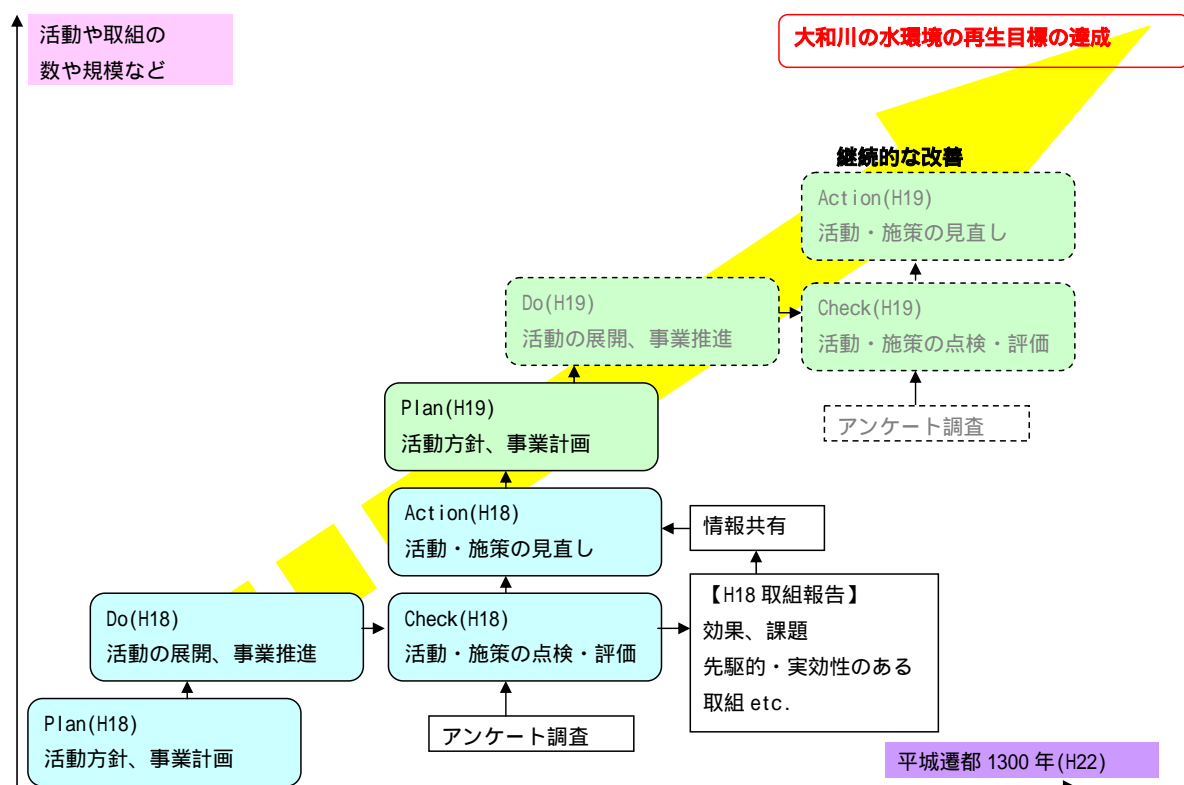 活動や取組の
数や規模など
大和川の水環境の再生目標の達成
継続的な改善
Action(H19)
活動・施策の見直し
Do(H19)
活動の展開、事業推進
Check(H19)
活動・施策の点検・評価
アンケート調査
Plan(H19)
活動方針、事業計画
Action(H18)
活動・施策の見直し
情報共有
【H18 取組報告】
効果、課題
先駆的・実効性のある
取組 etc.
Do(H18)
活動の展開、事業推進
Check(H18)
活動・施策の点検・評価
アンケート調査
Plan(H18)
活動方針、事業計画
平城遷都 1300 年(H22)